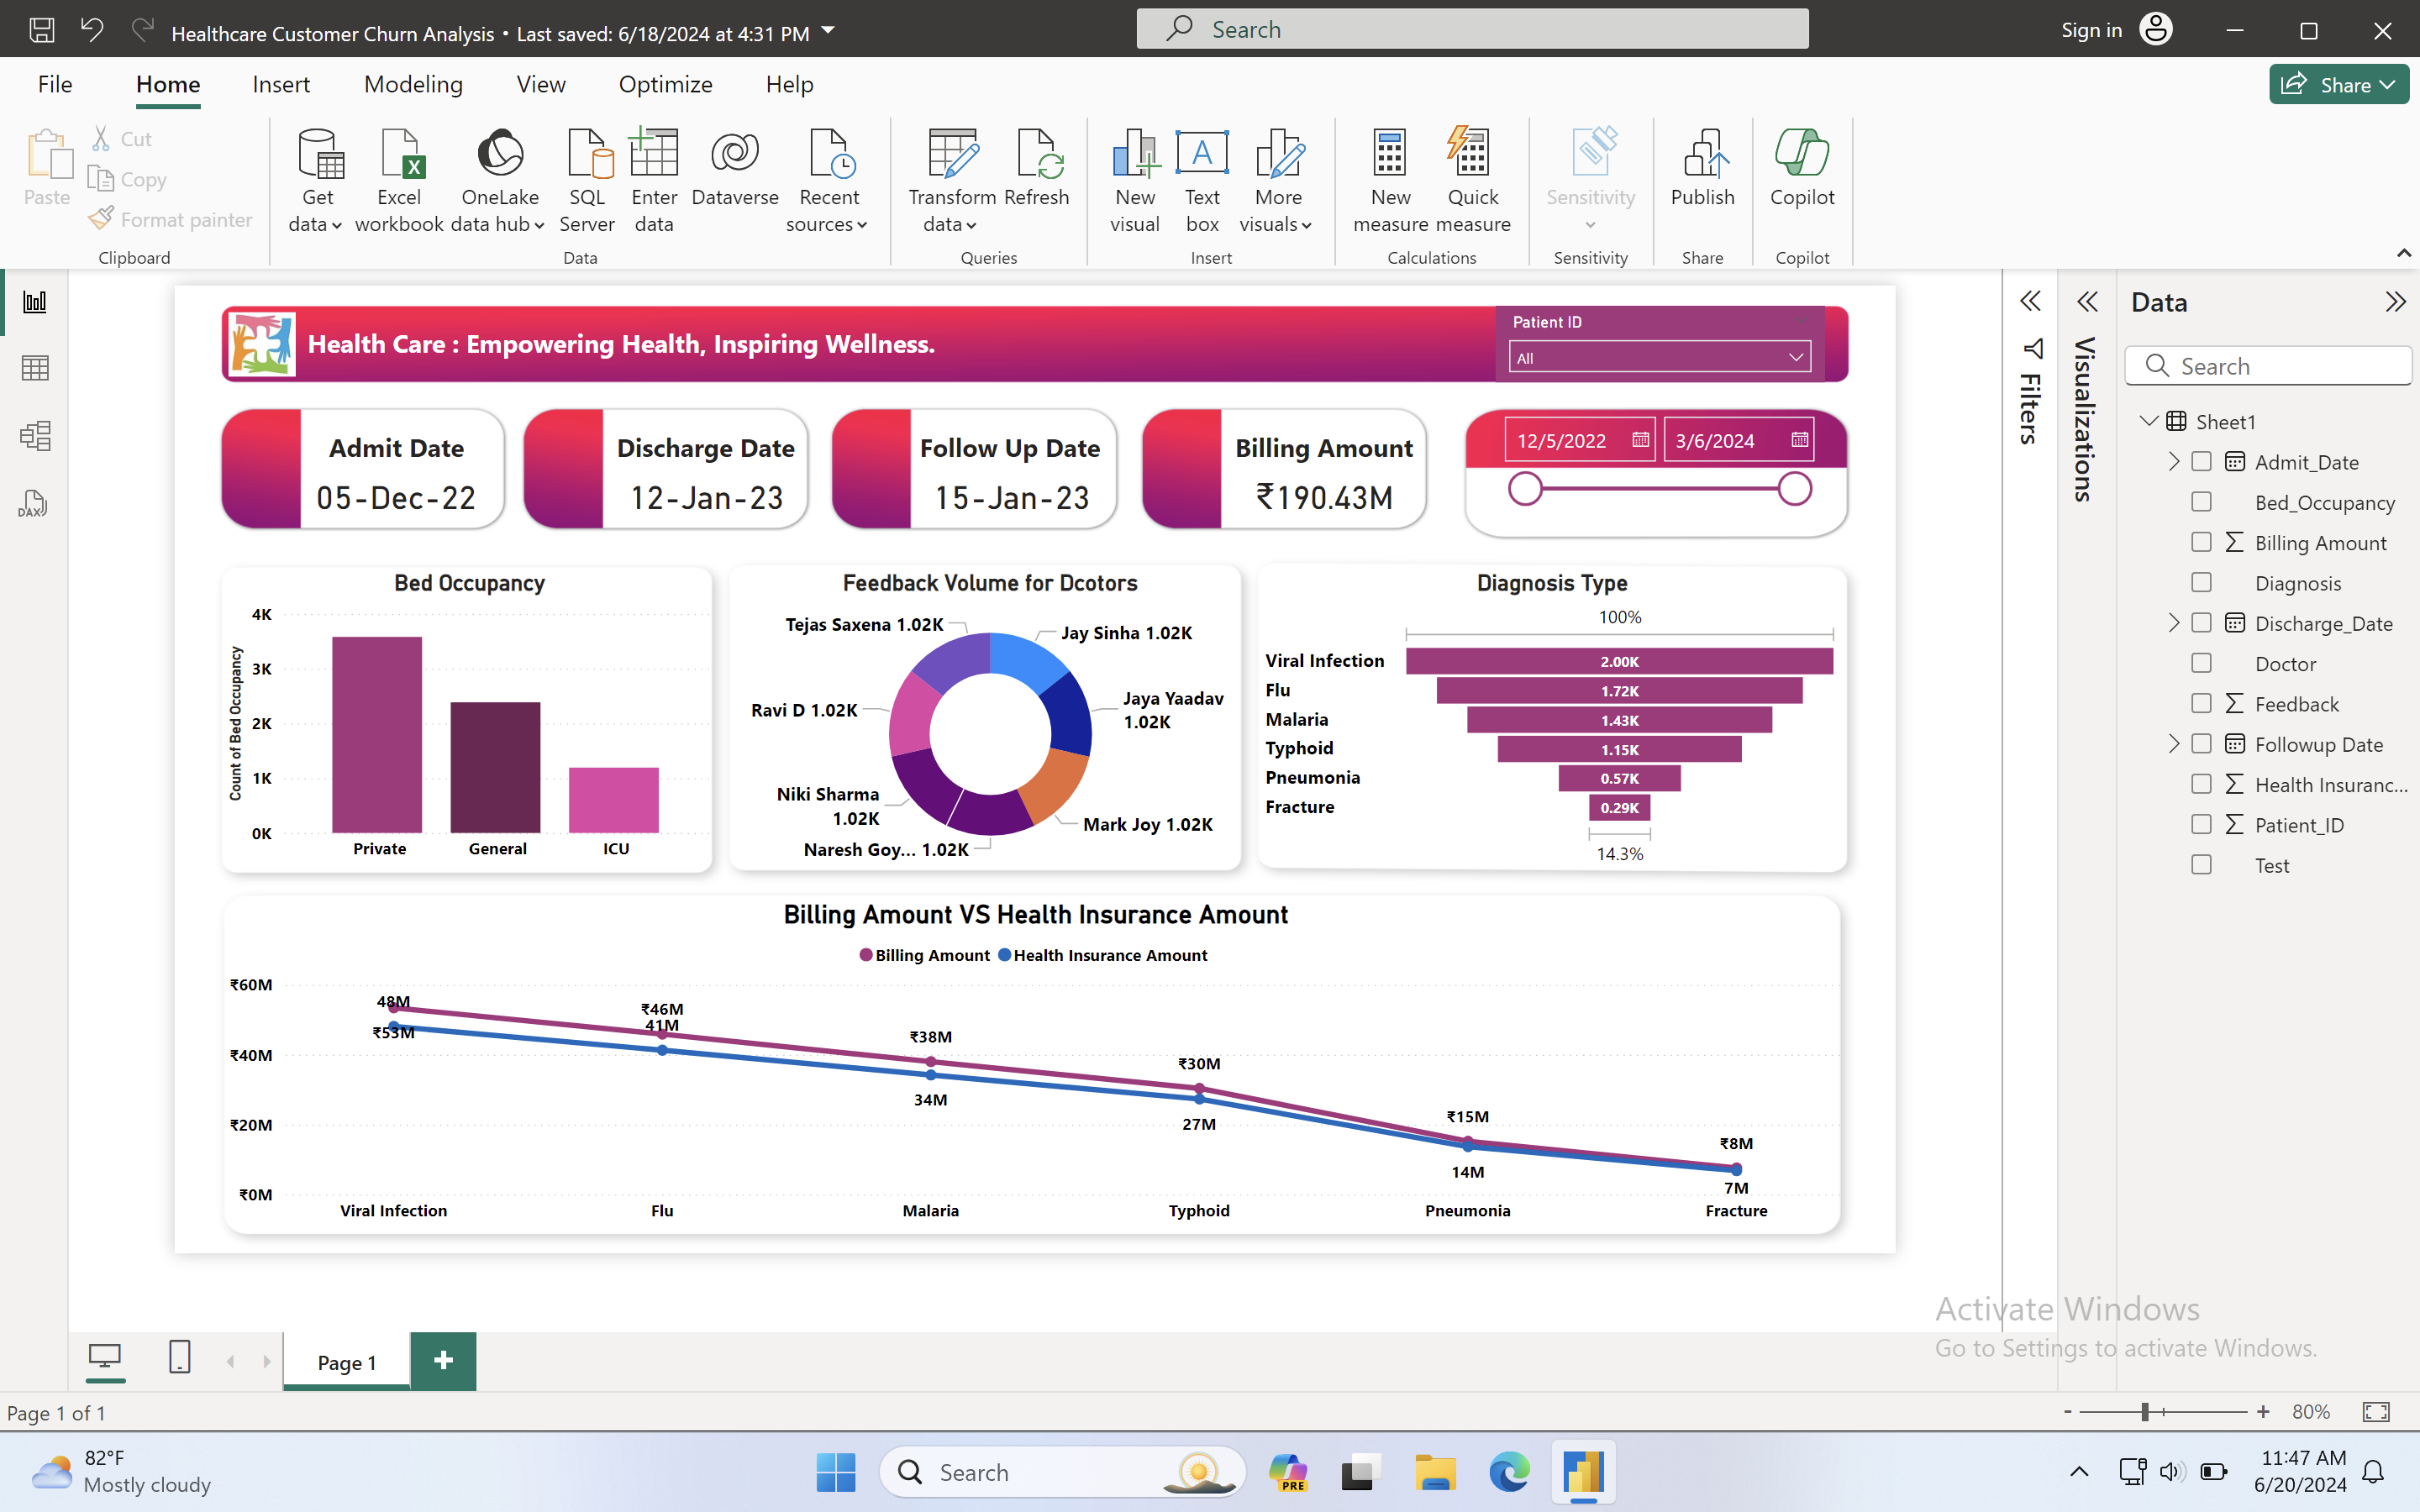 Healthcare Customer Churn Analysis • Last saved: 6/18/2024 at 4:31 PM
Search
Sign in
File
Home
Insert
Modeling
View
Optimize
Help
Share
Paste
Cut
Copy
Format painter
Clipboard
Get data
Excel workbook
OneLake data hub
SQL Server
Enter data
Dataverse
Recent sources
Data
Transform data
Refresh
Queries
New visual
Text box
More visuals
Insert
New measure
Quick measure
Calculations
Sensitivity
Sensitivity
Publish
Share
Copilot
Copilot
DAX
Health Care : Empowering Health, Inspiring Wellness.
Patient ID
All
Admit Date
05-Dec-22
Discharge Date
12-Jan-23
Follow Up Date
15-Jan-23
Billing Amount
₹190.43M
12/5/2022
3/6/2024
Bed Occupancy
Count of Bed Occupancy
4K
3K
2K
1K
0K
Private
General
ICU
Feedback Volume for Dcotors
Tejas Saxena 1.02K
Jay Sinha 1.02K
Ravi D 1.02K
Jaya Yaadav
1.02K
Niki Sharma
1.02K
Mark Joy 1.02K
Naresh Goy... 1.02K
Diagnosis Type
100%
Viral Infection 2.00K
Flu 1.72K
Malaria 1.43K
Typhoid 1.15K
Pneumonia 0.57K
Fracture 0.29K
14.3%
Billing Amount VS Health Insurance Amount
Billing Amount
Health Insurance Amount
₹60M
₹40M
₹20M
₹0M
48M
₹53M
₹46M
41M
₹38M
34M
₹30M
27M
₹15M
14M
₹8M
7M
Viral Infection
Flu
Malaria
Typhoid
Pneumonia
Fracture
Filters
Visualizations
Data
Search
Sheet1
Admit_Date
Bed_Occupancy
Billing Amount
Diagnosis
Discharge_Date
Doctor
Feedback
Followup Date
Health Insuranc...
Patient_ID
Test
Activate Windows
Go to Settings to activate Windows.
Page 1
Page 1 of 1
- + 80%
82°F
Mostly cloudy
Search
PRE
11:47 AM
6/20/2024